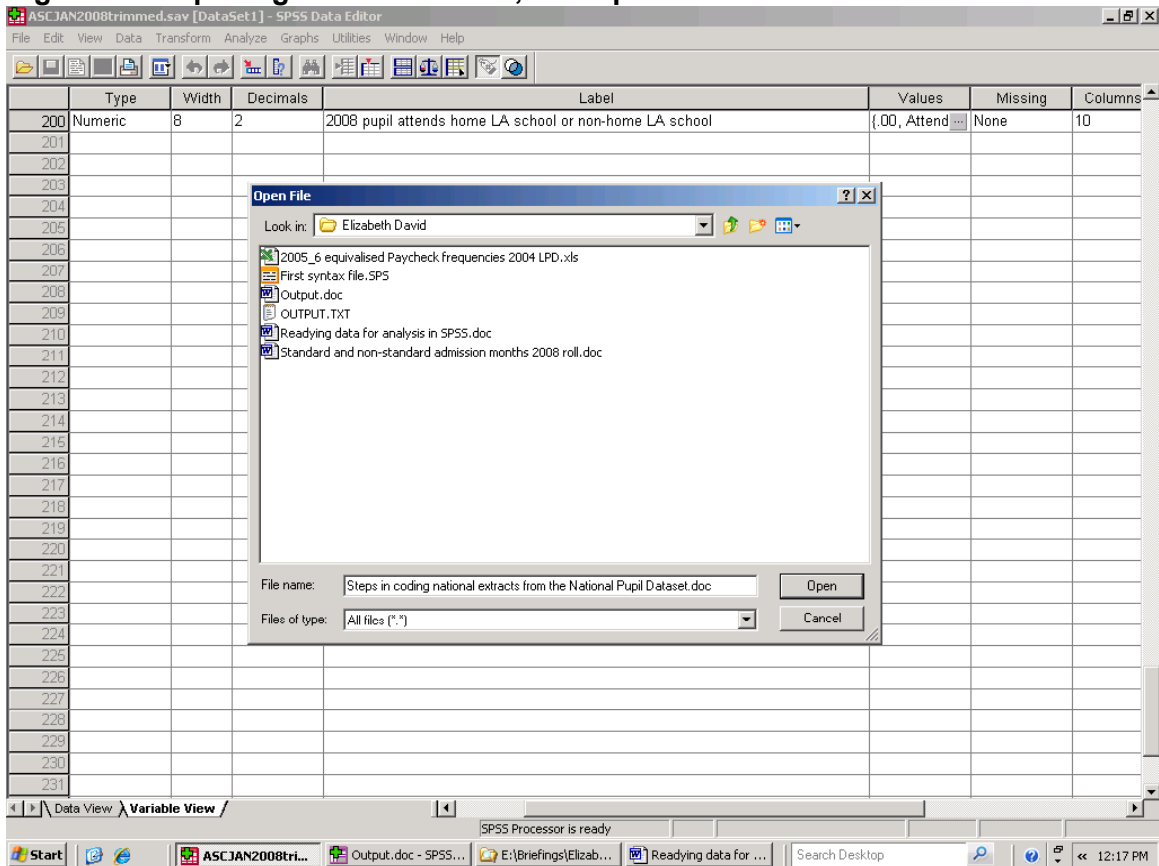 ASCJAN2008trimmed.sav [DataSet1] - SPSS Data Editor
File Edit View Data Transform Analyze Graphs Utilities Window Help
Type Width Decimals Label Values Missing Columns
200 Numeric 8 2 2008 pupil attends home LA school or non-home LA school {.00, Attend ... None 10
201
202
203
Open File
204
Look in: Elizabeth David
205
206
2005_6 equivalised Paycheck frequencies 2004 LPD.xls
207
First syntax file.SPS
208
Output.doc
209
OUTPUT.TXT
210
Readying data for analysis in SPSS.doc
211
Standard and non-standard admission months 2008 roll.doc
212
213
214
215
216
217
218
219
220
221
File name: Steps in coding national extracts from the National Pupil Dataset.doc Open
222
223
Files of type: All files (*.*) Cancel
224
225
226
227
228
229
230
231
Data View Variable View
SPSS Processor is ready
Start ASCJAN2008tri... Output.doc - SPSS... E:\Briefings\Elizab... Readying data for ... Search Desktop 12:17 PM